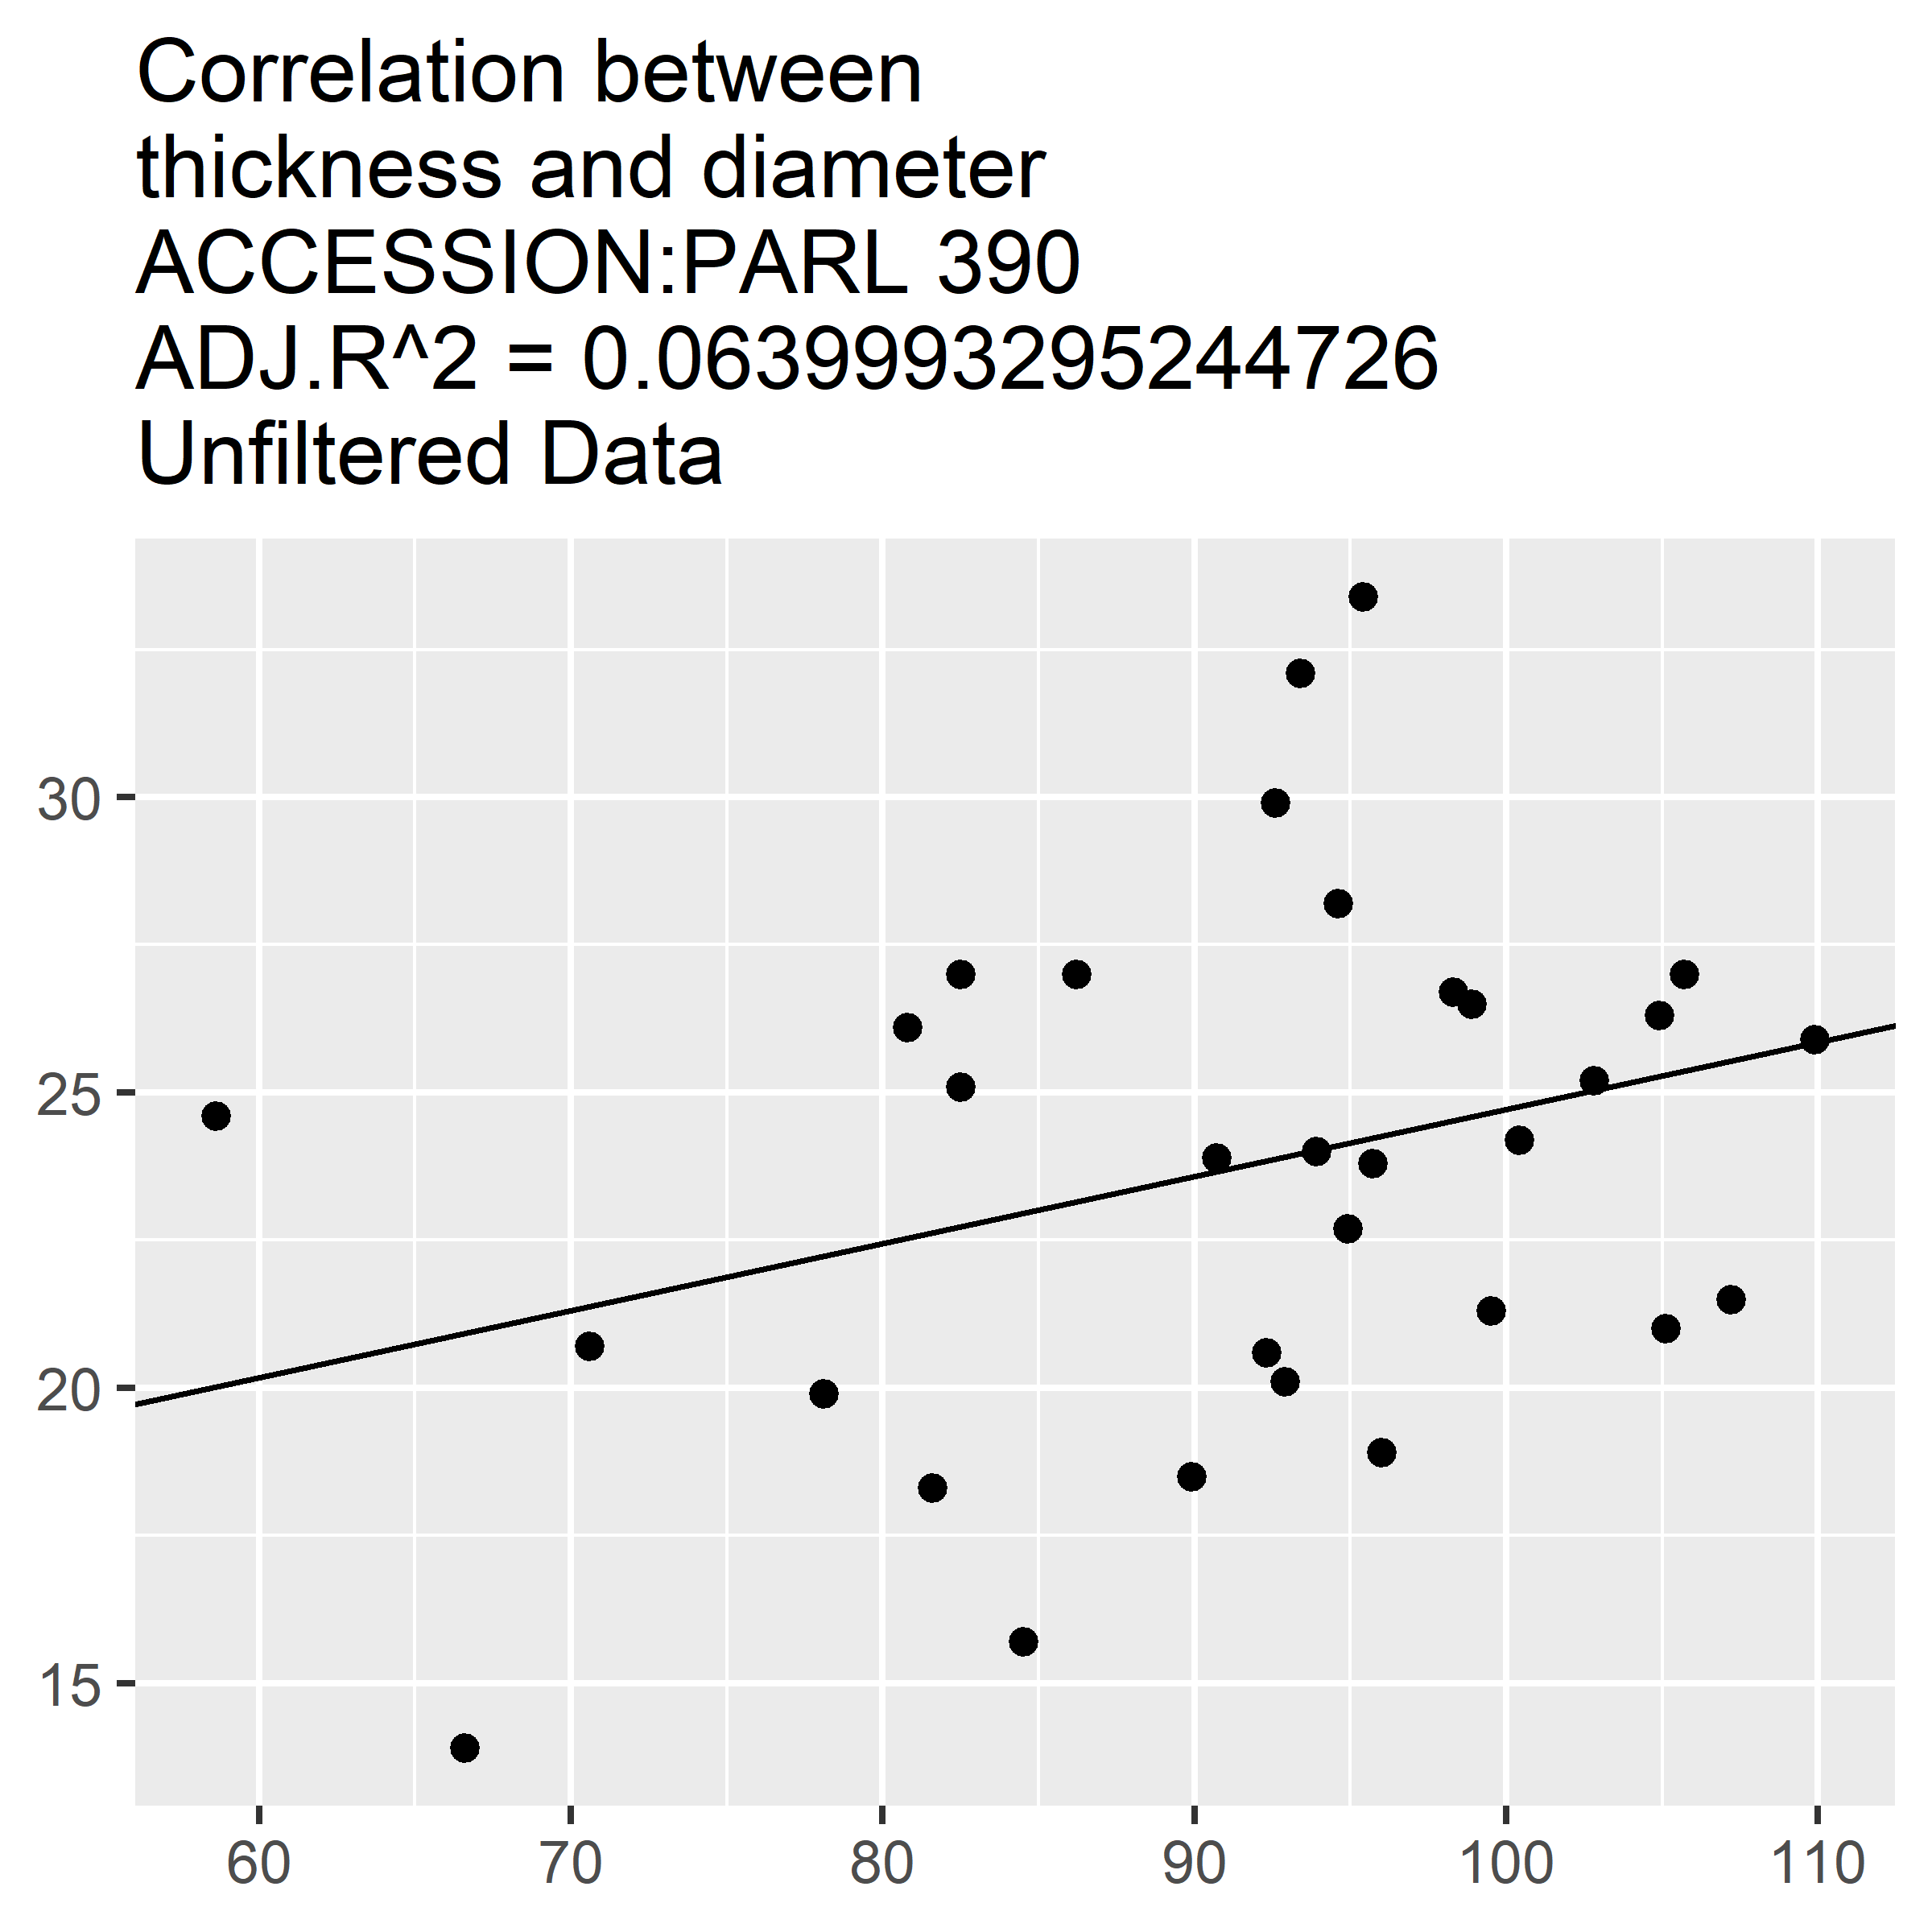 Correlation between
thickness and diameter
ACCESSION:PARL 390
ADJ.R^2 = 0.0639993295244726
Unfiltered Data
30
25
20
15
60 70 80 90 100 110